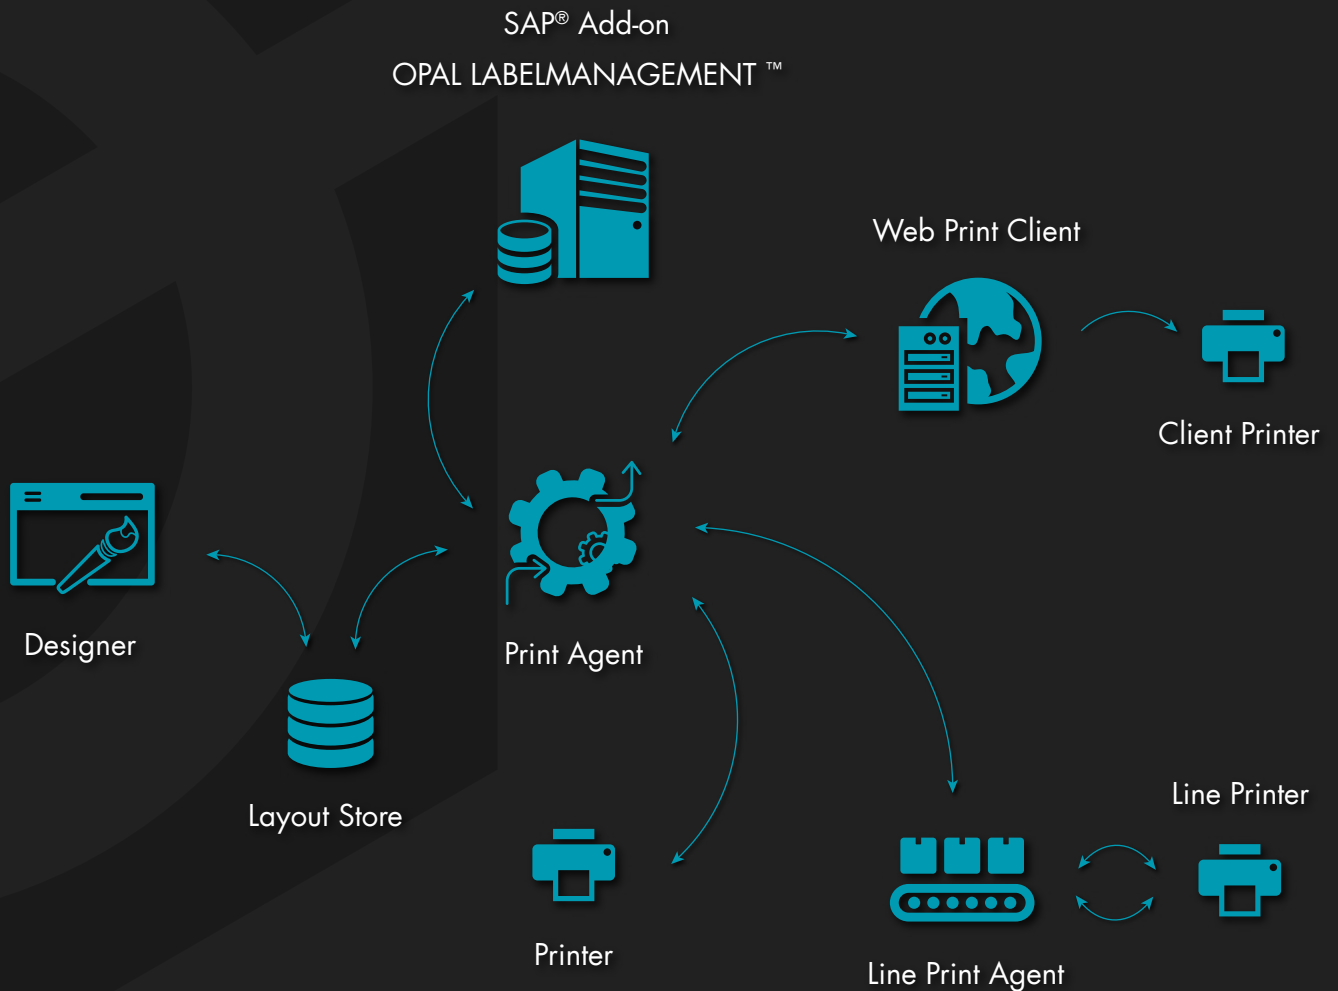 SAP® Add-on
OPAL LABELMANAGEMENT ™
Web Print Client
Client Printer
Designer
Print Agent
Layout Store
Line Printer
Printer
Line Print Agent